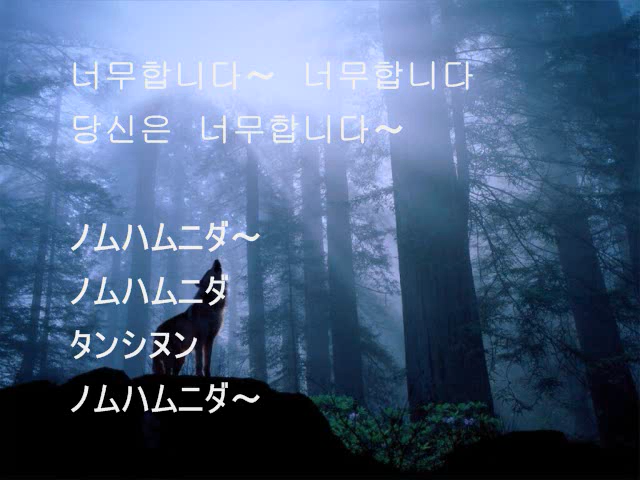 너무합니다～ 너무합니다
당신은 너무합니다～
ノムハムニダ～
ノムハムニダ
タンシヌン
ノムハムニダ～